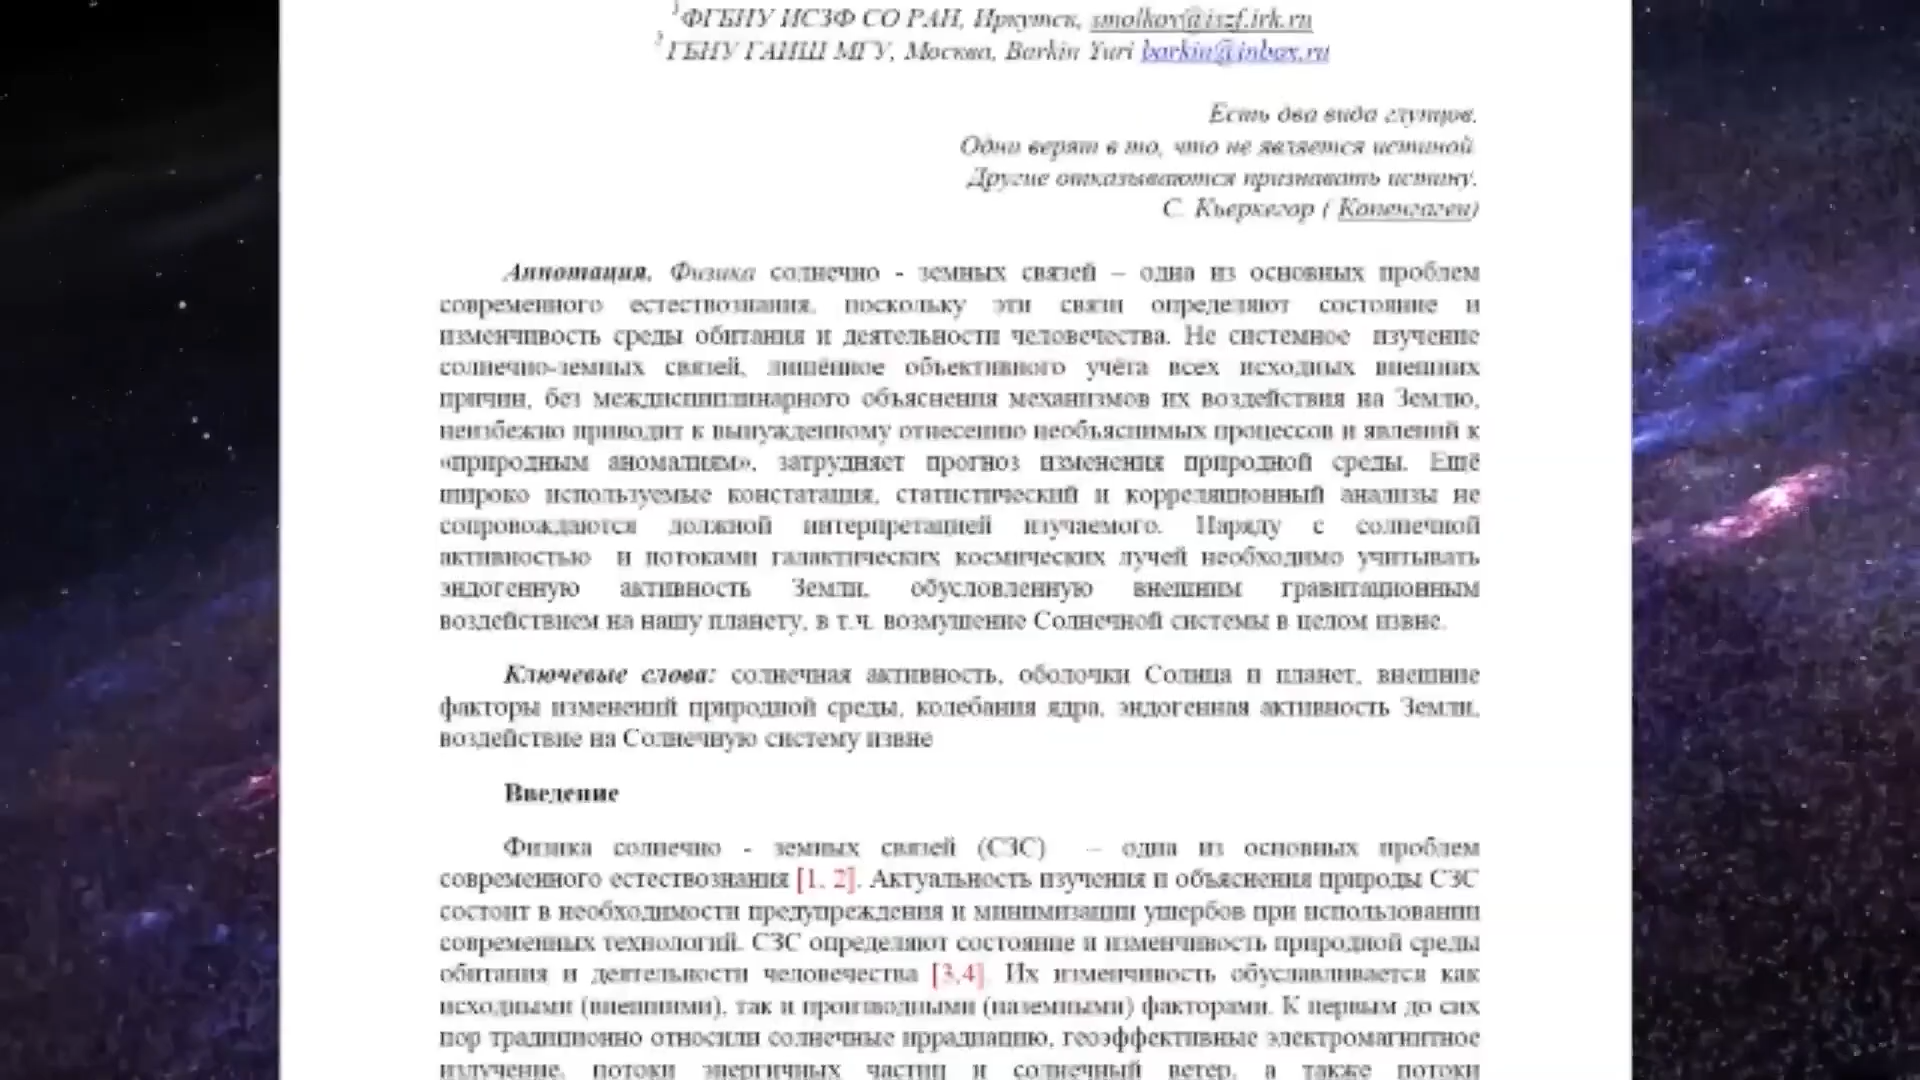 1ФГБНУ ИСЗФ СО РАН, Иркутск, smolkov@iszf.irk.ru
2 ГБНУ ГАИШ МГУ, Москва, Barkin Yuri barkin@inbox.ru
Есть два вида глупцов.
Одни верят в то, что не является истиной.
Другие отказываются признавать истину.
С. Кьеркегор ( Копенгаген)
Аннотация. Физика солнечно - земных связей – одна из основных проблем
современного естествознания, поскольку эти связи определяют состояние и
изменчивость среды обитания и деятельности человечества. Не системное изучение
солнечно-земных связей, лишённое объективного учёта всех исходных внешних
причин, без междисциплинарного объяснения механизмов их воздействия на Землю,
неизбежно приводит к вынужденному отнесению необъяснимых процессов и явлений к
«природным аномалиям», затрудняет прогноз изменения природной среды. Ещё
широко используемые констатация, статистический и корреляционный анализы не
сопровождаются должной интерпретацией изучаемого. Наряду с солнечной
активностью и потоками галактических космических лучей необходимо учитывать
эндогенную активность Земли, обусловленную внешним гравитационным
воздействием на нашу планету, в т.ч. возмущение Солнечной системы в целом извне.
Ключевые слова: солнечная активность, оболочки Солнца и планет, внешние
факторы изменений природной среды, колебания ядра, эндогенная активность Земли,
воздействие на Солнечную систему извне
Введение
Физика солнечно - земных связей (СЗС) – одна из основных проблем
современного естествознания [1, 2]. Актуальность изучения и объяснения природы СЗС
состоит в необходимости предупреждения и минимизации ущербов при использовании
современных технологий. СЗС определяют состояние и изменчивость природной среды
обитания и деятельности человечества [3,4]. Их изменчивость обуславливается как
исходными (внешними), так и производными (наземными) факторами. К первым до сих
пор традиционно относили солнечные иррадиацию, геоэффективные электромагнитное
излучение, потоки энергичных частиц и солнечный ветер, а также потоки